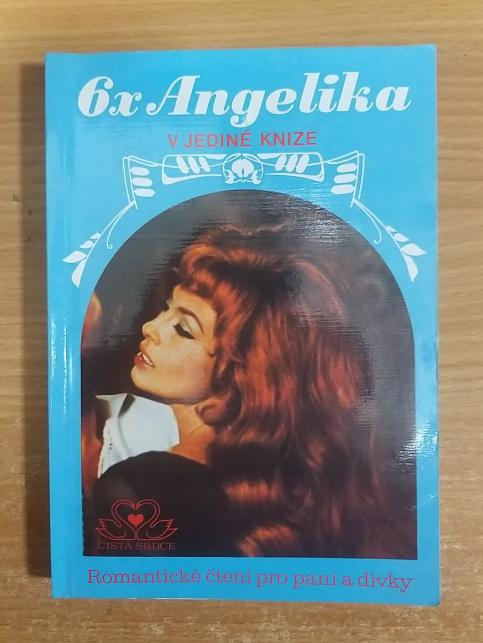 6x Angelika
V JEDINÉ KNIZE
ČISTÁ SRDCE
Romantické čtení pro paní a dívky